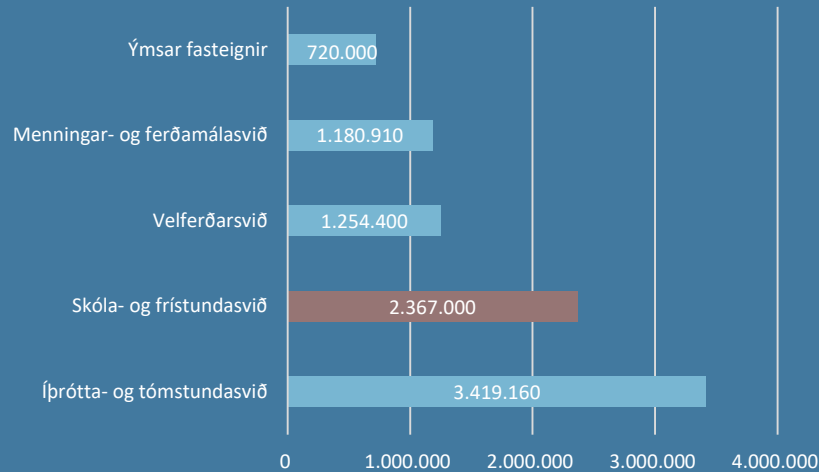 Ýmsar fasteignir 720.000
Menningar- og ferðamálasvið 1.180.910
Velferðarsvið 1.254.400
Skóla- og frístundasvið 2.367.000
Íþrótta- og tómstundasvið 3.419.160
0 1.000.000 2.000.000 3.000.000 4.000.000